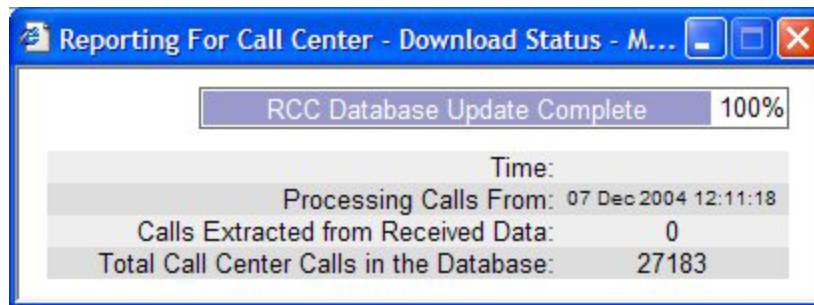 Reporting For Call Center - Download Status - M...
RCC Database Update Complete 100%
Time:
Processing Calls From: 07 Dec 2004 12:11:18
Calls Extracted from Received Data: 0
Total Call Center Calls in the Database: 27183